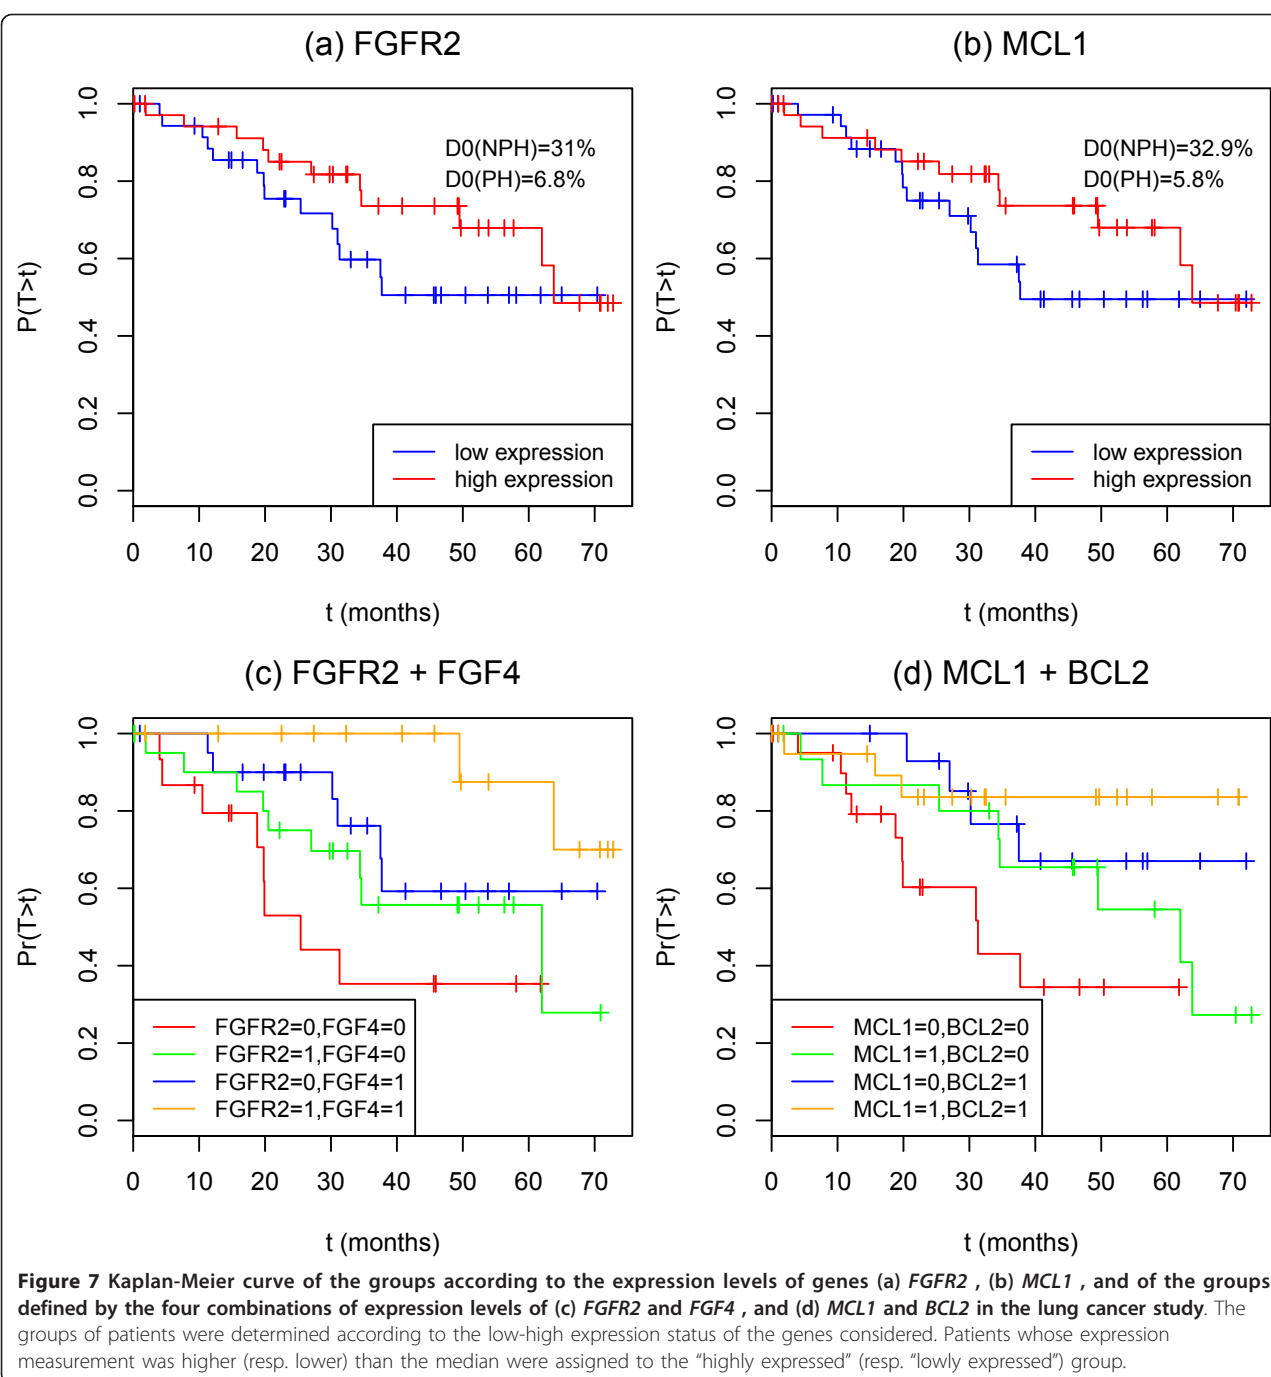 (a) FGFR2
P(T>t)
1.0
0.8
0.6
0.4
0.2
0.0
D0(NPH)=31%
D0(PH)=6.8%
low expression
high expression
0 10 20 30 40 50 60 70
t (months)
(b) MCL1
P(T>t)
1.0
0.8
0.6
0.4
0.2
0.0
D0(NPH)=32.9%
D0(PH)=5.8%
low expression
high expression
0 10 20 30 40 50 60 70
t (months)
(c) FGFR2 + FGF4
Pr(T>t)
1.0
0.8
0.6
0.4
0.2
0.0
FGFR2=0,FGF4=0
FGFR2=1,FGF4=0
FGFR2=0,FGF4=1
FGFR2=1,FGF4=1
0 10 20 30 40 50 60 70
t (months)
(d) MCL1 + BCL2
Pr(T>t)
1.0
0.8
0.6
0.4
0.2
0.0
MCL1=0,BCL2=0
MCL1=1,BCL2=0
MCL1=0,BCL2=1
MCL1=1,BCL2=1
0 10 20 30 40 50 60 70
t (months)
Figure 7 Kaplan-Meier curve of the groups according to the expression levels of genes (a) FGFR2 , (b) MCL1 , and of the groups
defined by the four combinations of expression levels of (c) FGFR2 and FGF4 , and (d) MCL1 and BCL2 in the lung cancer study. The
groups of patients were determined according to the low-high expression status of the genes considered. Patients whose expression
measurement was higher (resp. lower) than the median were assigned to the “highly expressed” (resp. “lowly expressed”) group.